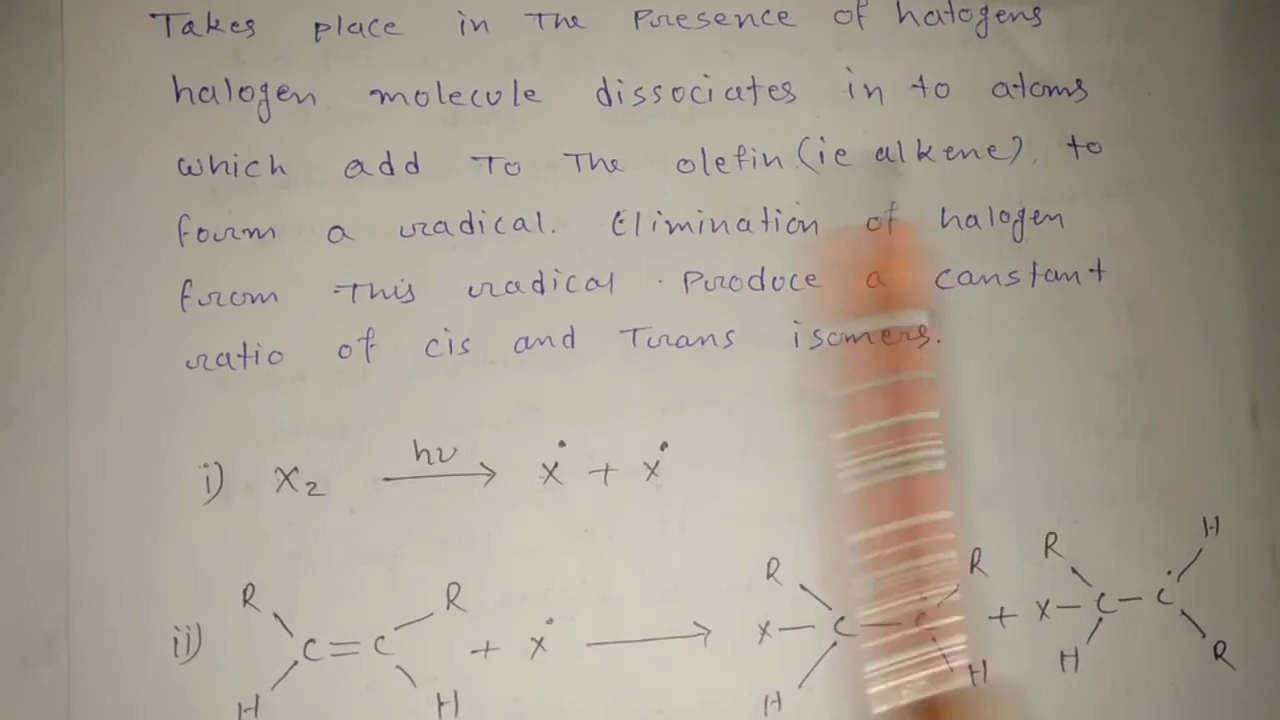 Takes place in The Presence of halogens
halogen molecule dissociates in to atoms
which add To The olefin (ie alkene), to
form a radical. Elimination of halogen
from This radical . Produce a constant
ratio of cis and Trans isomers.
i) X2 hν X• + X•
R R R R R H
ii) C=C + X• X—C—C + X—C—Ċ
H H H H H R